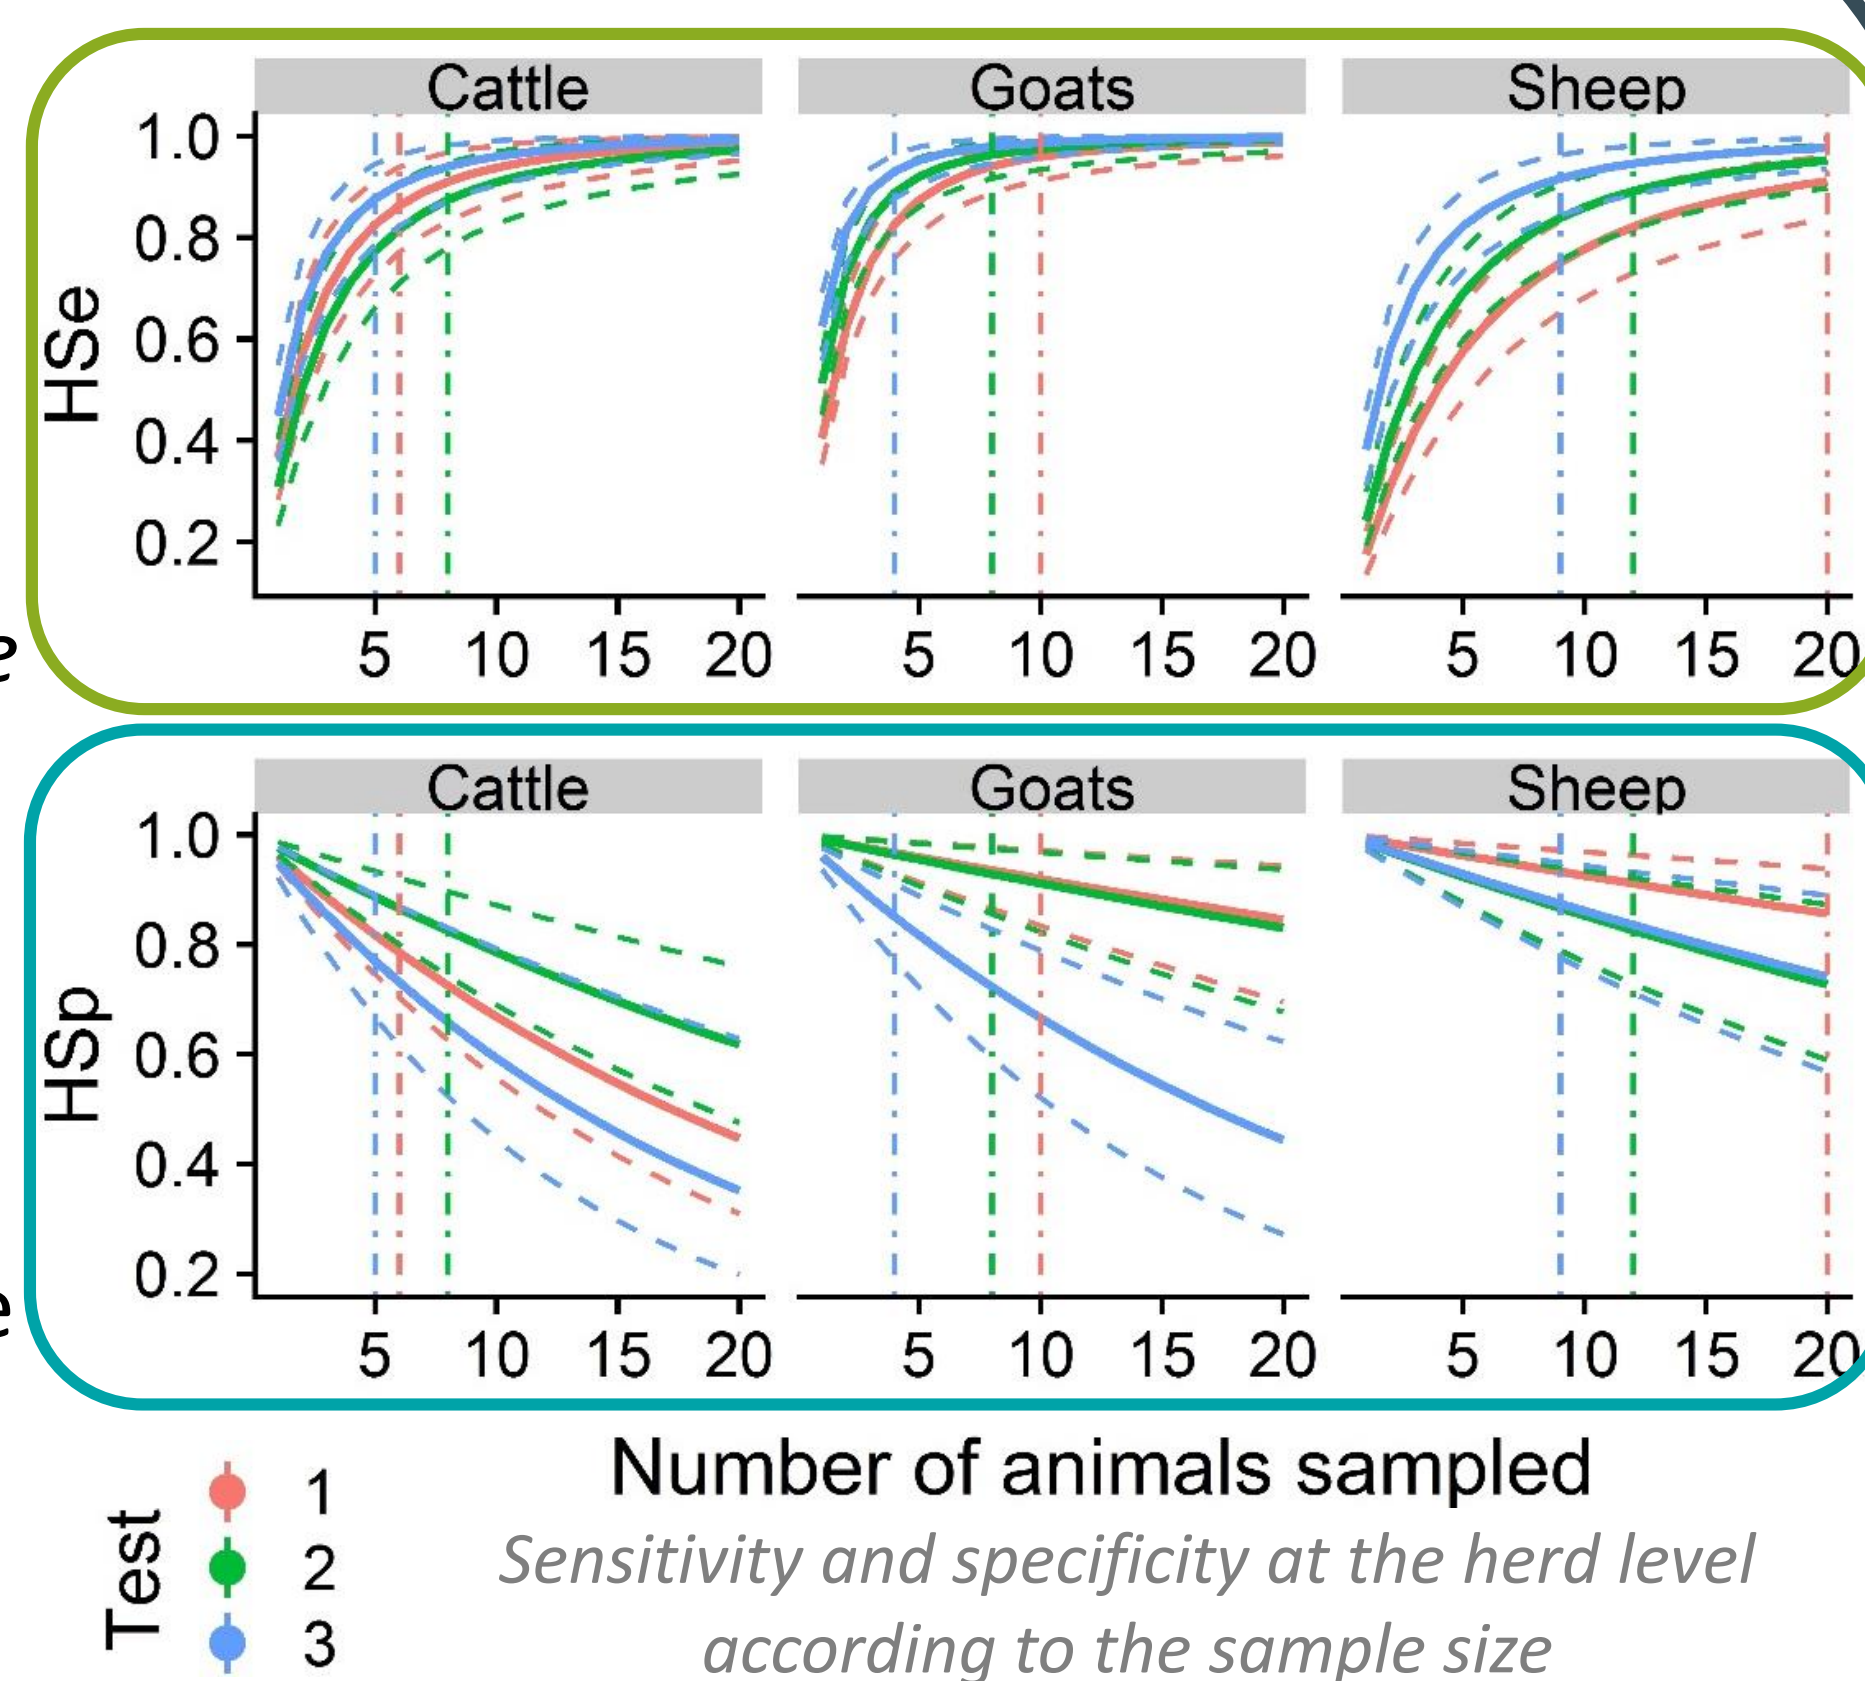 Cattle Goats Sheep
HSe
1.0
0.8
0.6
0.4
0.2
5 10 15 20 5 10 15 20 5 10 15 20
e
Cattle Goats Sheep
HSp
1.0
0.8
0.6
0.4
0.2
5 10 15 20 5 10 15 20 5 10 15 20
e
Number of animals sampled
Test
1
2
3
Sensitivity and specificity at the herd level
according to the sample size